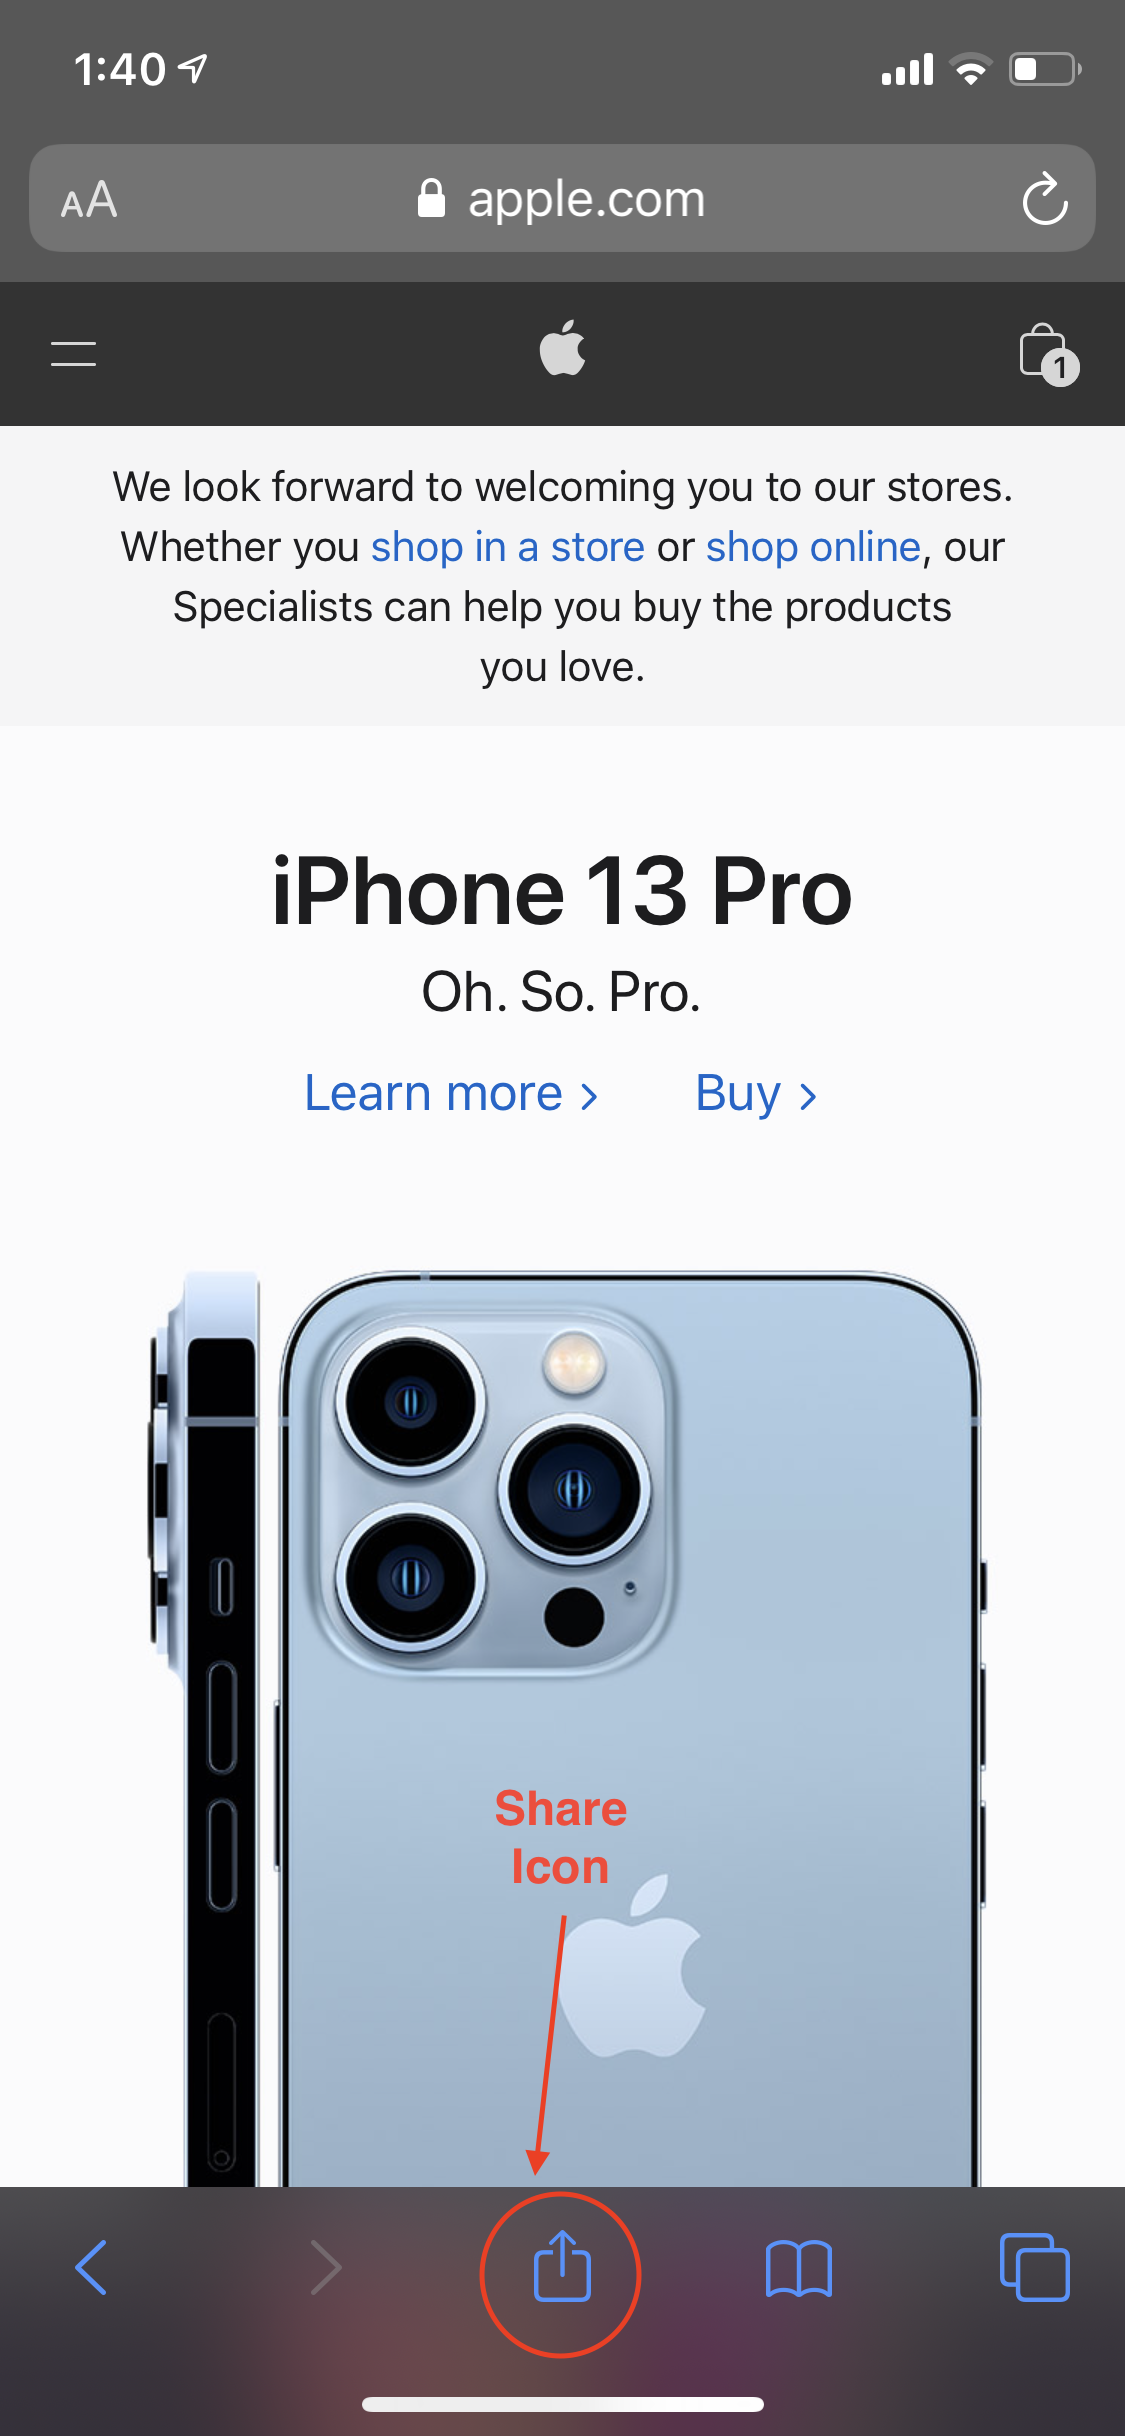 1:40
AA apple.com
1
We look forward to welcoming you to our stores.
Whether you shop in a store or shop online, our
Specialists can help you buy the products
you love.
iPhone 13 Pro
Oh. So. Pro.
Learn more > Buy >
Share
Icon